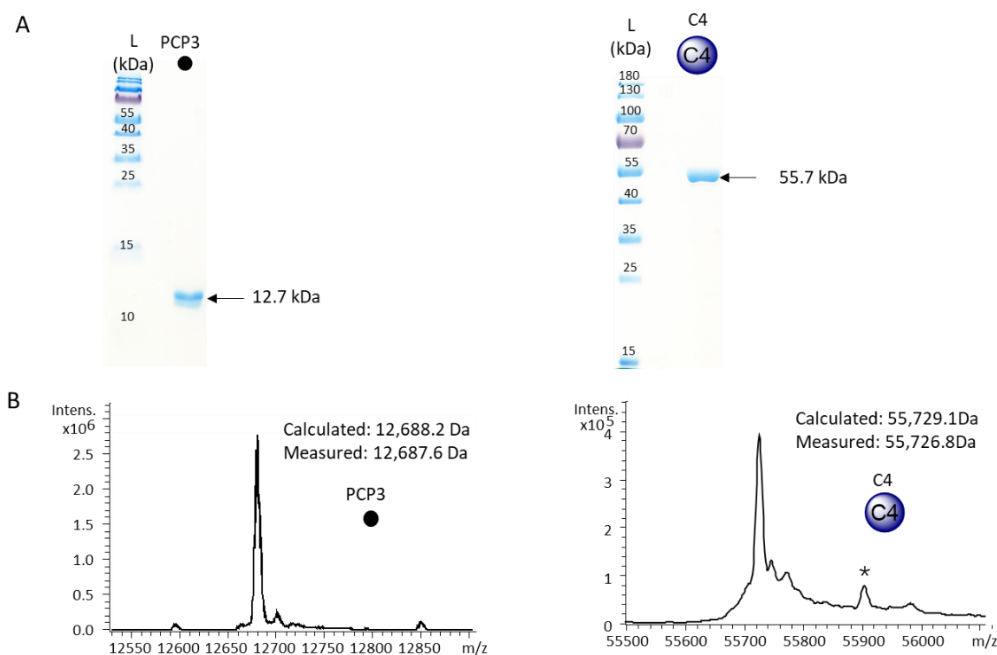 A
L
(kDa)
PCP3
55
40
35
25
15
10
12.7 kDa
L
(kDa)
C4
C4
180
130
100
70
55
40
35
25
15
55.7 kDa
B
Intens.
x10⁶
2.5
2.0
1.5
1.0
0.5
0.0
Calculated: 12,688.2 Da
Measured: 12,687.6 Da
PCP3
12550 12600 12650 12700 12750 12800 12850 m/z
Intens.
x10⁵
4
3
2
1
0
Calculated: 55,729.1Da
Measured: 55,726.8Da
C4
C4
*
55500 55600 55700 55800 55900 56000 m/z